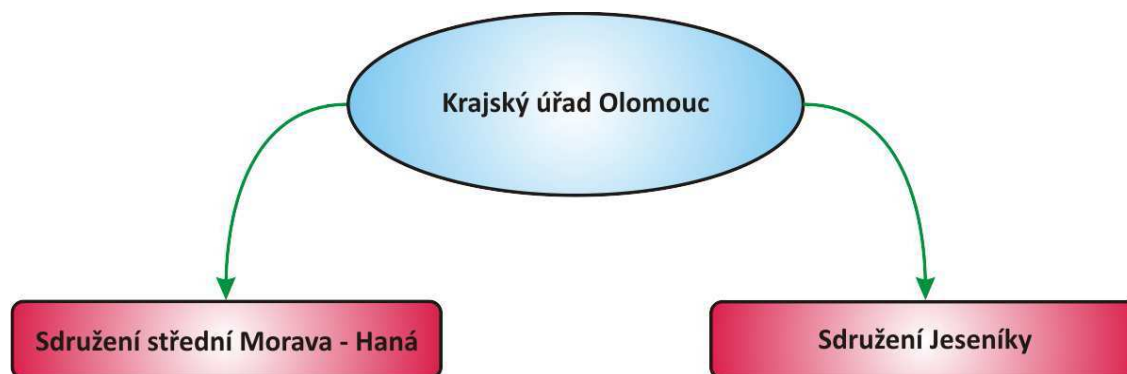 Krajský úřad Olomouc
Sdružení střední Morava - Haná
Sdružení Jeseníky